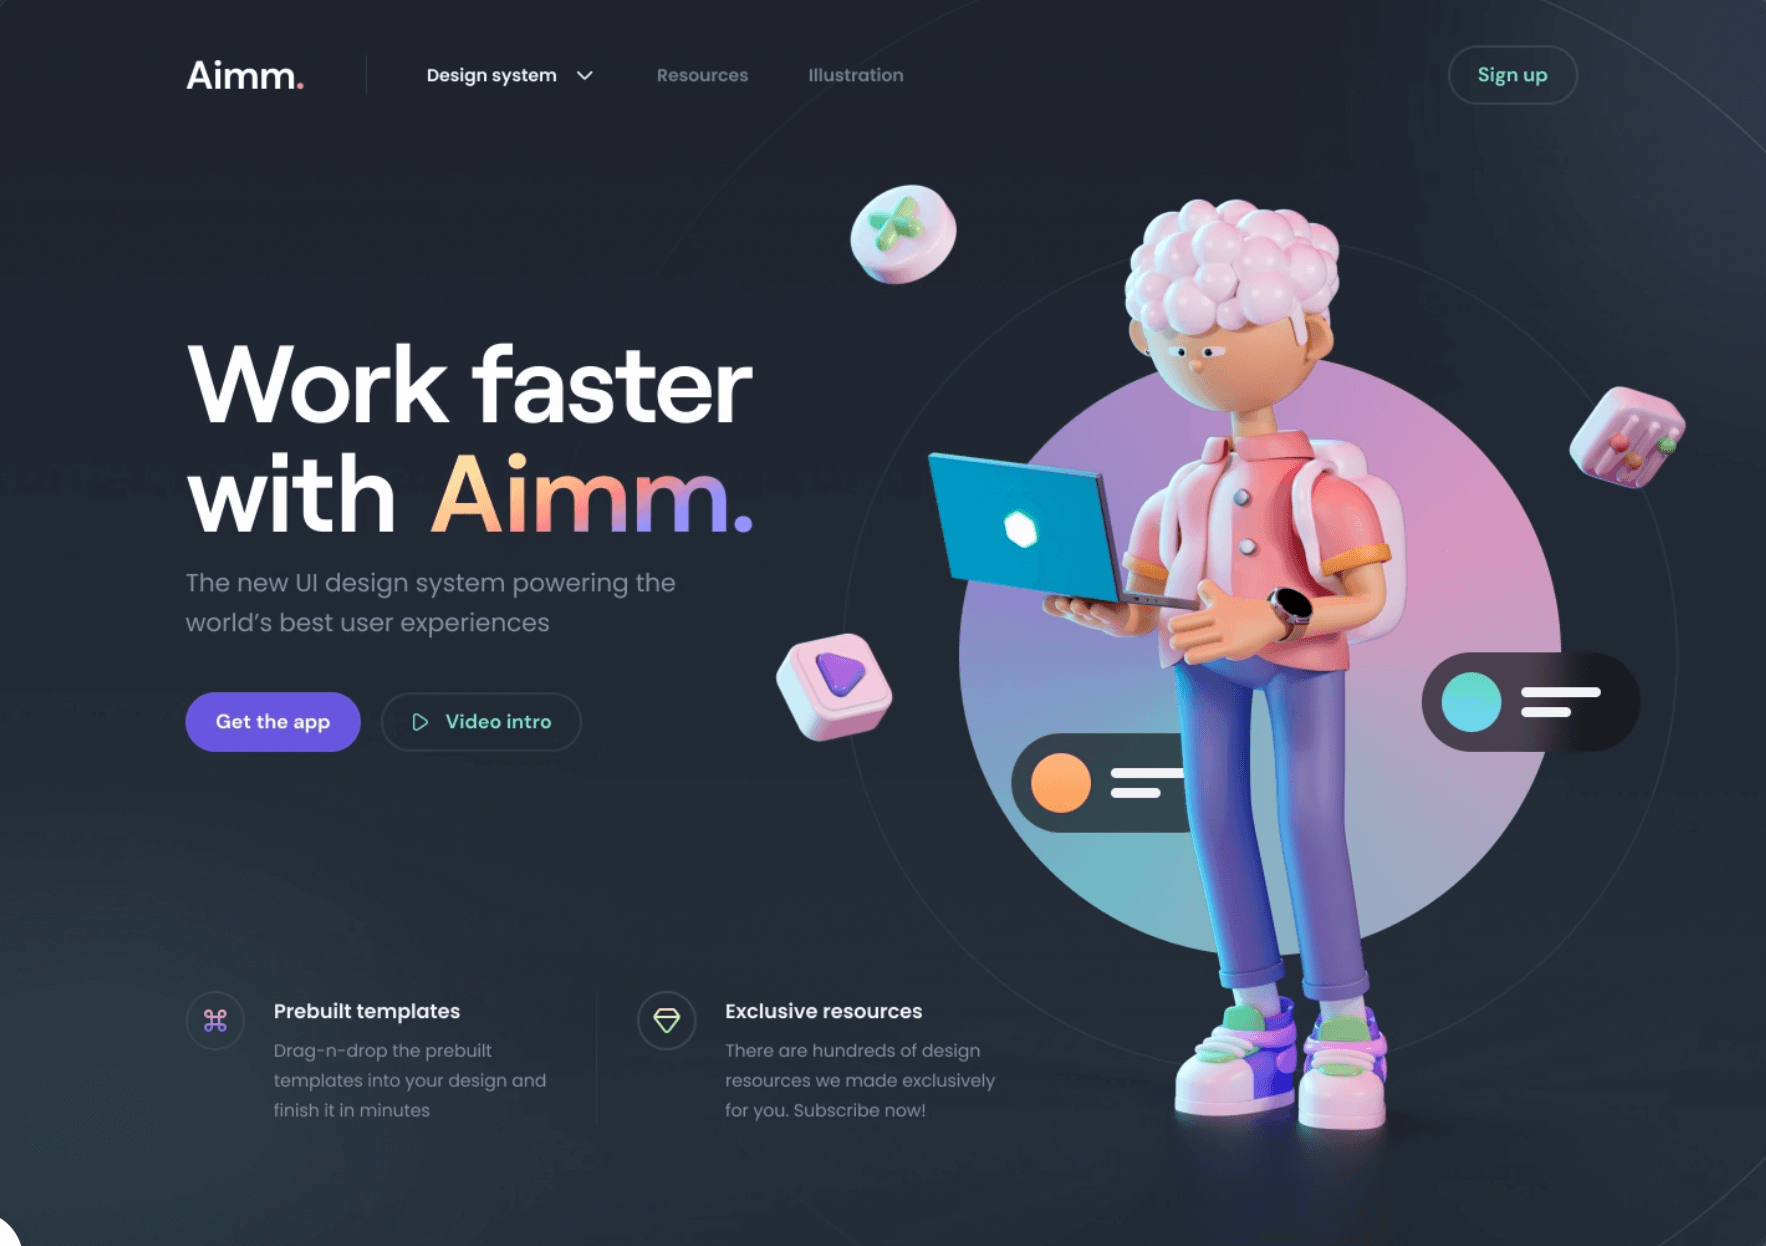 Aimm.
Design system
Resources
Illustration
Sign up
Work faster
with Aimm.
The new UI design system powering the
world’s best user experiences
Get the app
Video intro
Prebuilt templates
Drag-n-drop the prebuilt
templates into your design and
finish it in minutes
Exclusive resources
There are hundreds of design
resources we made exclusively
for you. Subscribe now!